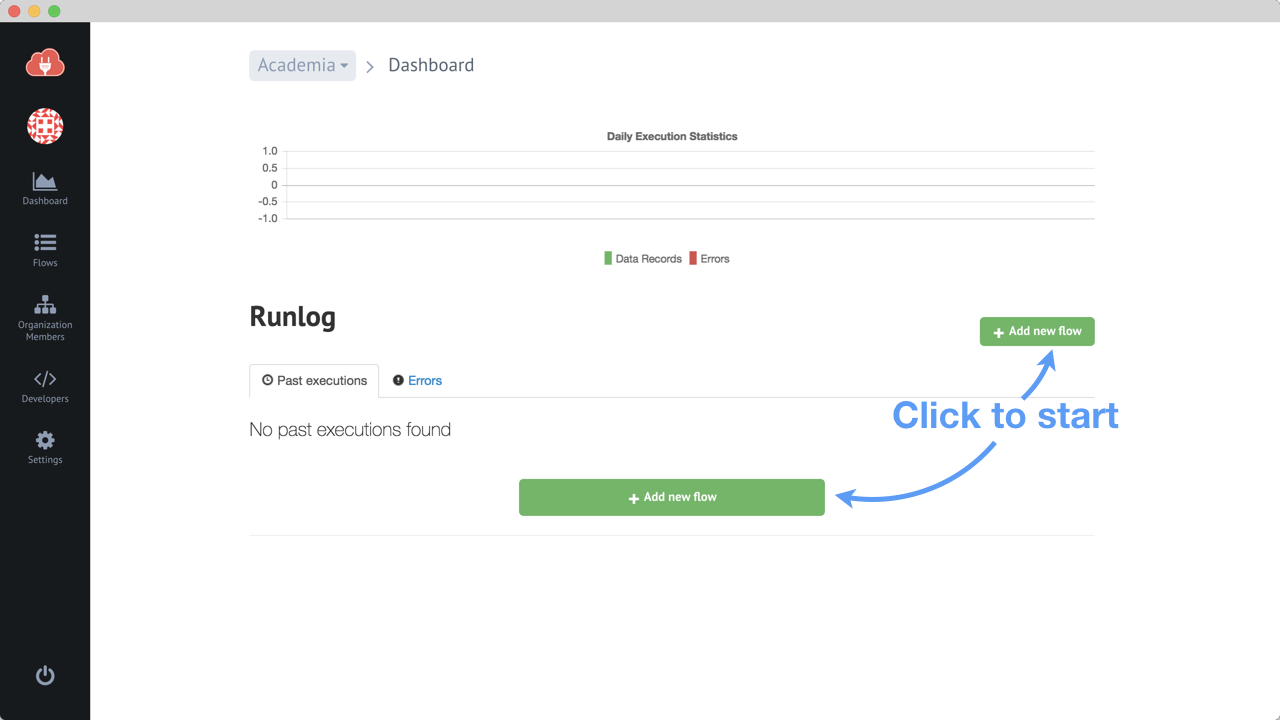 Academia
Dashboard
Daily Execution Statistics
1.0
0.5
0
-0.5
-1.0
Data Records
Errors
Dashboard
Flows
Organization
Members
Developers
Settings
Runlog
+ Add new flow
Past executions
Errors
Click to start
No past executions found
+ Add new flow